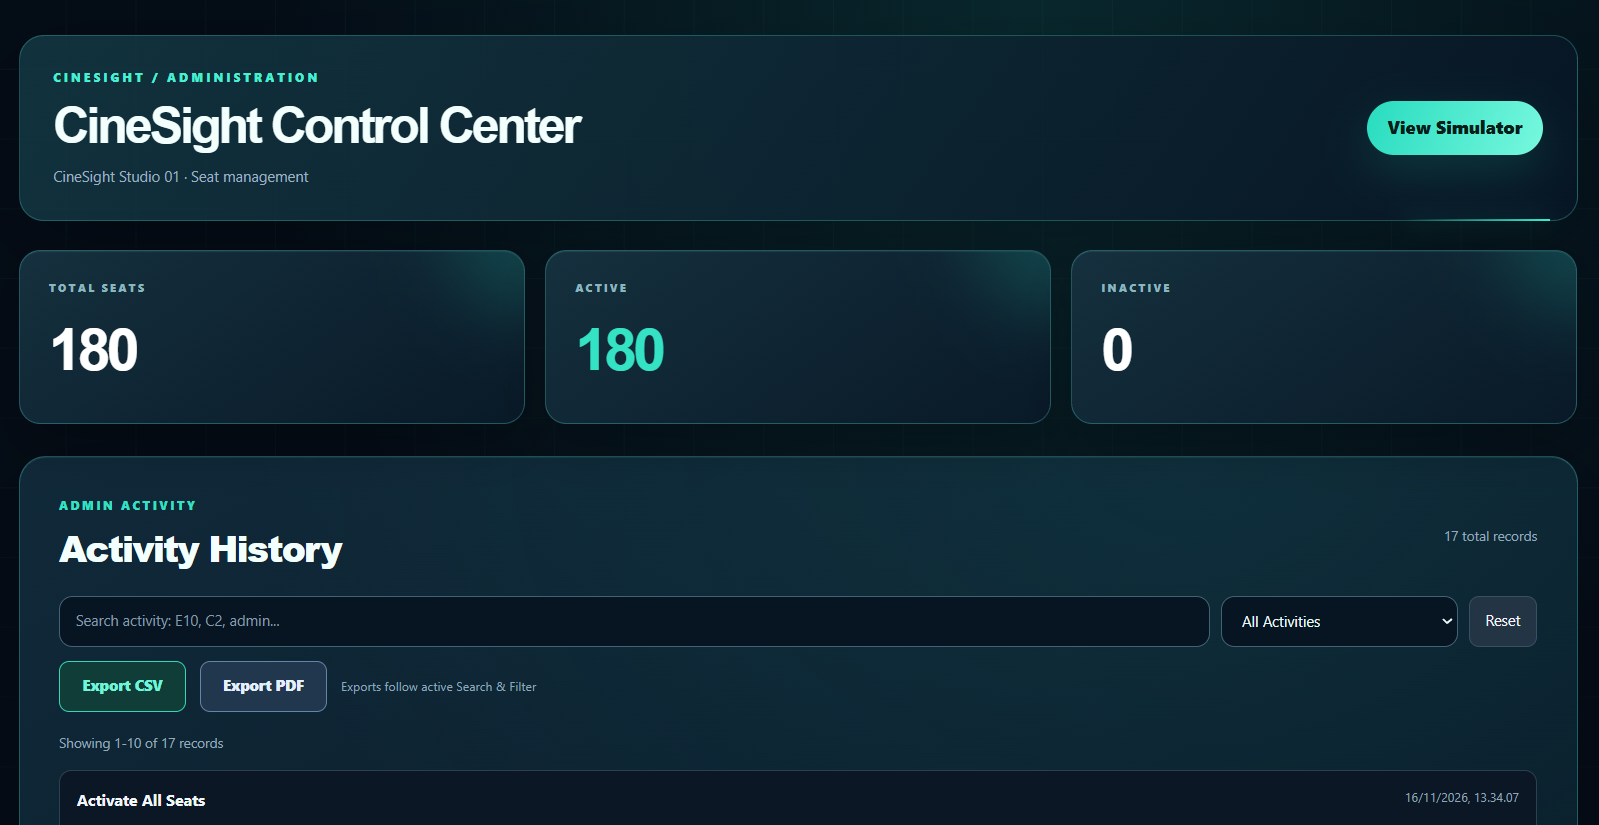 CINESIGHT / ADMINISTRATION
CineSight Control Center
CineSight Studio 01 · Seat management
View Simulator
TOTAL SEATS
180
ACTIVE
180
INACTIVE
0
ADMIN ACTIVITY
Activity History
17 total records
Search activity: E10, C2, admin...
All Activities
Reset
Export CSV
Export PDF
Exports follow active Search & Filter
Showing 1-10 of 17 records
Activate All Seats
16/11/2026, 13.34.07